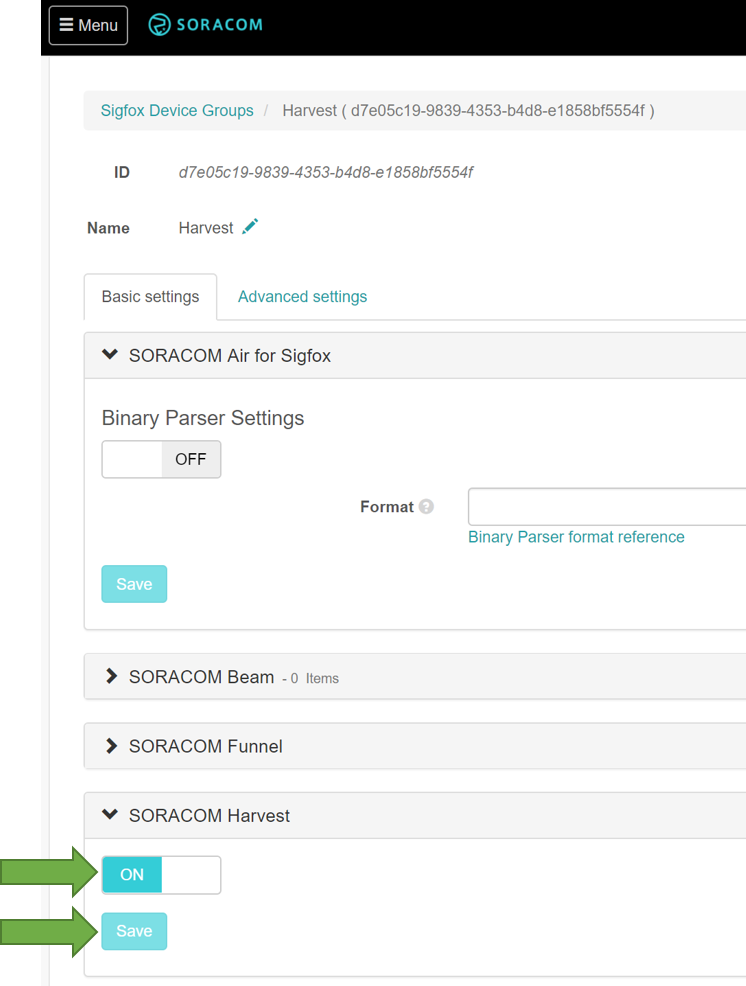 Menu SORACOM
Sigfox Device Groups / Harvest ( d7e05c19-9839-4353-b4d8-e1858bf5554f )
ID d7e05c19-9839-4353-b4d8-e1858bf5554f
Name Harvest
Basic settings Advanced settings
SORACOM Air for Sigfox
Binary Parser Settings
OFF
Format ?
Binary Parser format reference
Save
SORACOM Beam - 0 Items
SORACOM Funnel
SORACOM Harvest
ON
Save